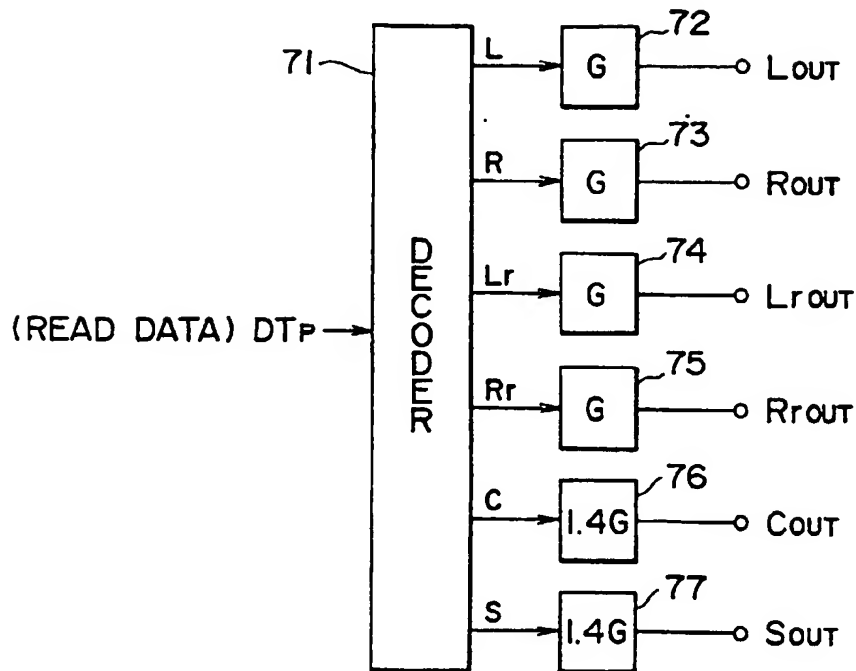 71
72
L
G
LOUT
73
R
G
ROUT
74
Lr
G
LrOUT
(READ DATA) DTP
DECODER
75
Rr
G
RrOUT
76
C
1.4G
COUT
77
S
1.4G
SOUT